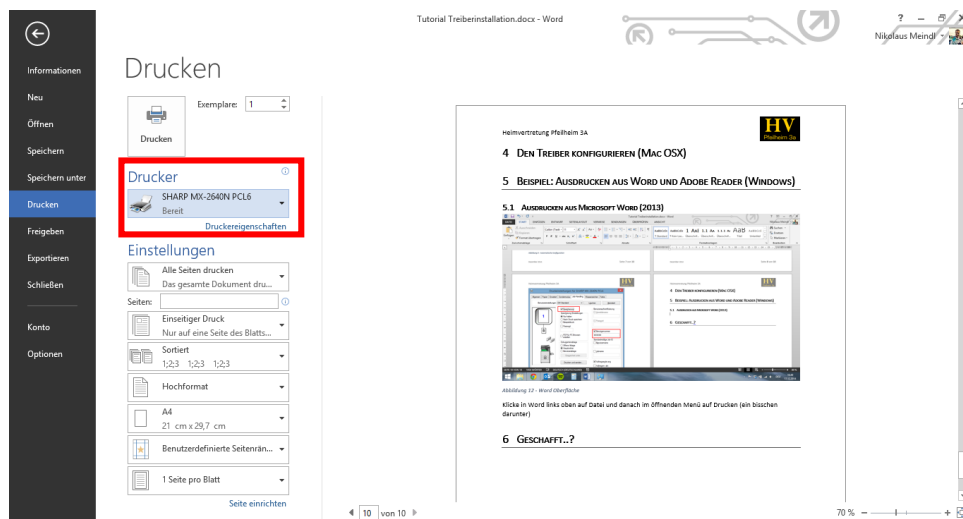 Tutorial Treiberinstallation.docx - Word
?
Nikolaus Meindl
Informationen
Neu
Öffnen
Speichern
Speichern unter
Drucken
Freigeben
Exportieren
Schließen
Konto
Optionen
Drucken
Drucken
Exemplare: 1
Drucker
SHARP MX-2640N PCL6
Bereit
Druckereigenschaften
Einstellungen
Alle Seiten drucken
Das gesamte Dokument dru...
Seiten:
Einseitiger Druck
Nur auf eine Seite des Blatts...
Sortiert
1;2;3 1;2;3 1;2;3
Hochformat
A4
21 cm x 29,7 cm
Benutzerdefinierte Seitenrän...
1 Seite pro Blatt
Seite einrichten
Heimvertretung Pfeilheim 3A
HV
Pfeilheim 3a
4 Den Treiber konfigurieren (Mac OSX)
5 Beispiel: Ausdrucken aus Word und Adobe Reader (Windows)
5.1 Ausdrucken aus Microsoft Word (2013)
Abbildung 12 - Word Oberfläche
Klicke in Word links oben auf Datei und danach im öffnenden Menü auf Drucken (ein bisschen
darunter)
6 Geschafft..?
10 von 10
70 %